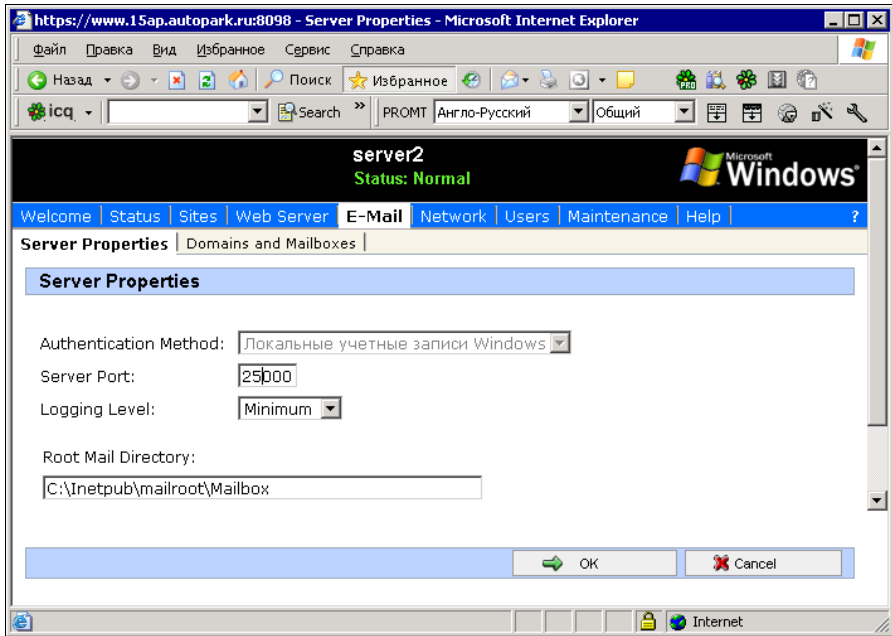 https://www.15ap.autopark.ru:8098 - Server Properties - Microsoft Internet Explorer
Файл Правка Вид Избранное Сервис Справка
Назад Поиск Избранное PRO
icq Search » PROMT Англо-Русский Общий
server2
Status: Normal
Microsoft Windows
Welcome Status Sites Web Server E-Mail Network Users Maintenance Help ?
Server Properties Domains and Mailboxes
Server Properties
Authentication Method: Локальные учетные записи Windows
Server Port: 25000
Logging Level: Minimum
Root Mail Directory:
C:\Inetpub\mailroot\Mailbox
OK Cancel
Internet